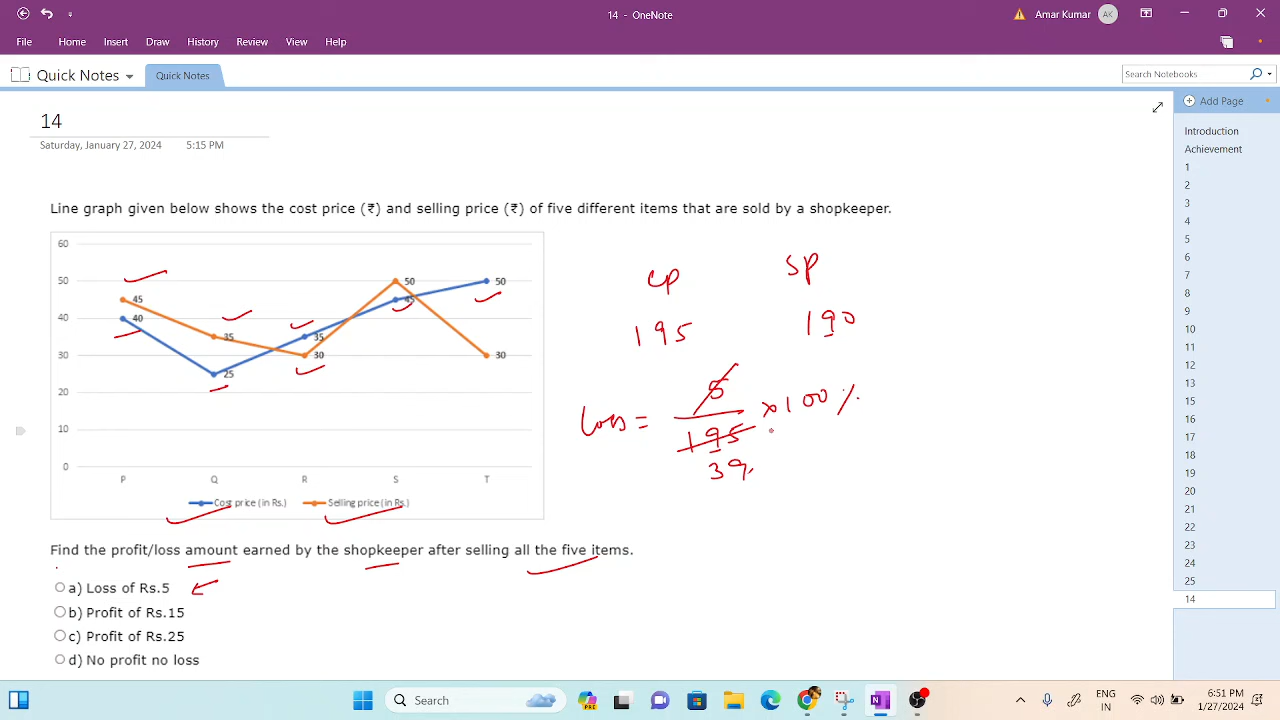 14 - OneNote
Amar Kumar AK
File Home Insert Draw History Review View Help
Quick Notes Quick Notes
Search Notebooks
Add Page
14
Saturday, January 27, 2024 5:15 PM
Line graph given below shows the cost price (₹) and selling price (₹) of five different items that are sold by a shopkeeper.
60
50
40
30
20
10
0
45
40
35
25
35
30
50
45
50
30
P Q R S T
Cost price (in Rs.) Selling price (in Rs.)
CP SP
195 190
Loss = 5/195 × 100 %
39
Find the profit/loss amount earned by the shopkeeper after selling all the five items.
a) Loss of Rs.5
b) Profit of Rs.15
c) Profit of Rs.25
d) No profit no loss
Introduction
Achievement
1
2
3
4
5
6
7
8
9
10
11
12
13
15
16
17
18
19
20
21
22
23
24
25
14
Search
PRE
ENG
IN
6:51 PM
1/27/2024